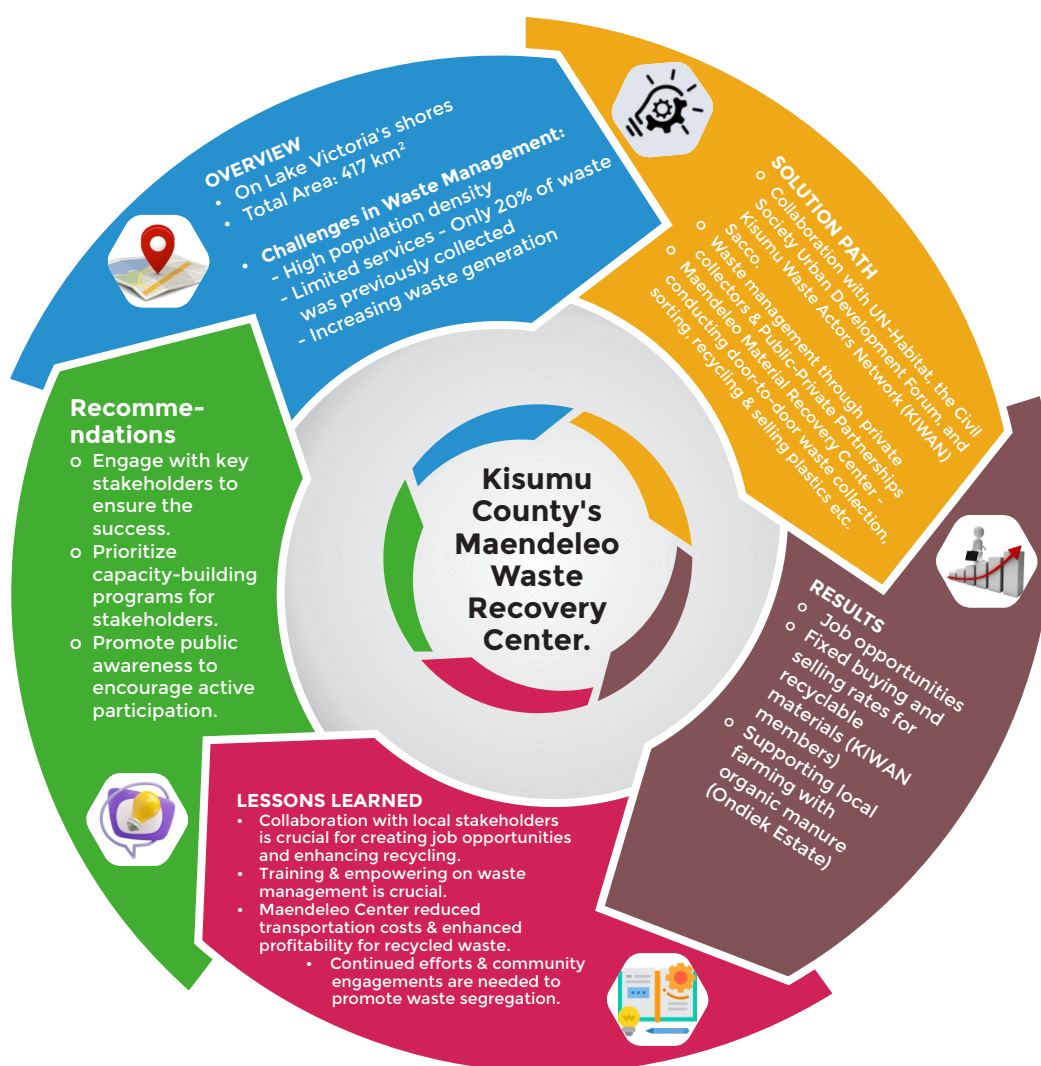 OVERVIEW
• On Lake Victoria's shores
• Total Area: 417 km²
• Challenges in Waste Management:
- High population density
- Limited services - Only 20% of waste
was previously collected
- Increasing waste generation
SOLUTION PATH
o Collaboration with UN-Habitat, the Civil
Society Urban Development Forum, and
Kisumu Waste Actors Network (KIWAN)
Sacco.
o Waste management through private
collectors & Public-Private Partnerships
o Maendeleo Material Recovery Center -
conducting door-to-door waste collection,
sorting, recycling & selling plastics etc.
RESULTS
o Job opportunities
o Fixed buying and
selling rates for
recyclable
materials (KIWAN
members)
o Supporting local
farming with
organic manure
(Ondiek Estate)
LESSONS LEARNED
• Collaboration with local stakeholders
is crucial for creating job opportunities
and enhancing recycling.
• Training & empowering on waste
management is crucial.
• Maendeleo Center reduced
transportation costs & enhanced
profitability for recycled waste.
• Continued efforts & community
engagements are needed to
promote waste segregation.
Recomme-
ndations
o Engage with key
stakeholders to
ensure the
success.
o Prioritize
capacity-building
programs for
stakeholders.
o Promote public
awareness to
encourage active
participation.
Kisumu
County's
Maendeleo
Waste
Recovery
Center.